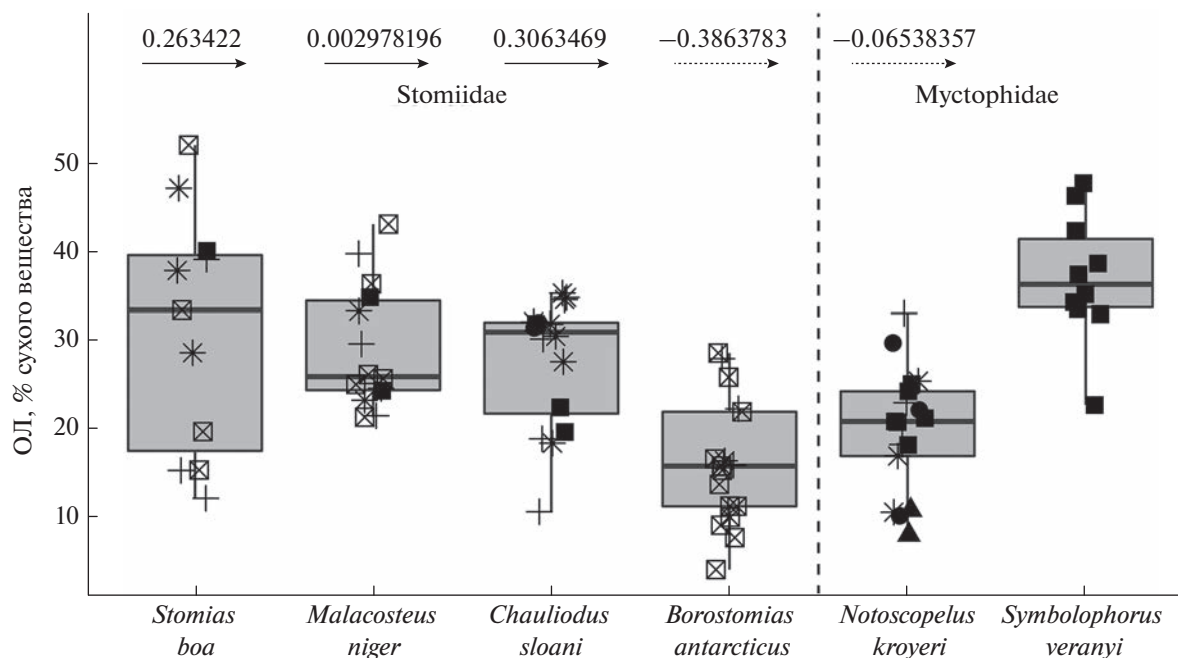 0.263422 0.002978196 0.3063469 −0.3863783 −0.06538357
Stomiidae Myctophidae
ОЛ, % сухого вещества
50
40
30
20
10
Stomias Malacosteus Chauliodus Borostomias Notoscopelus Symbolophorus
boa niger sloani antarcticus kroyeri veranyi